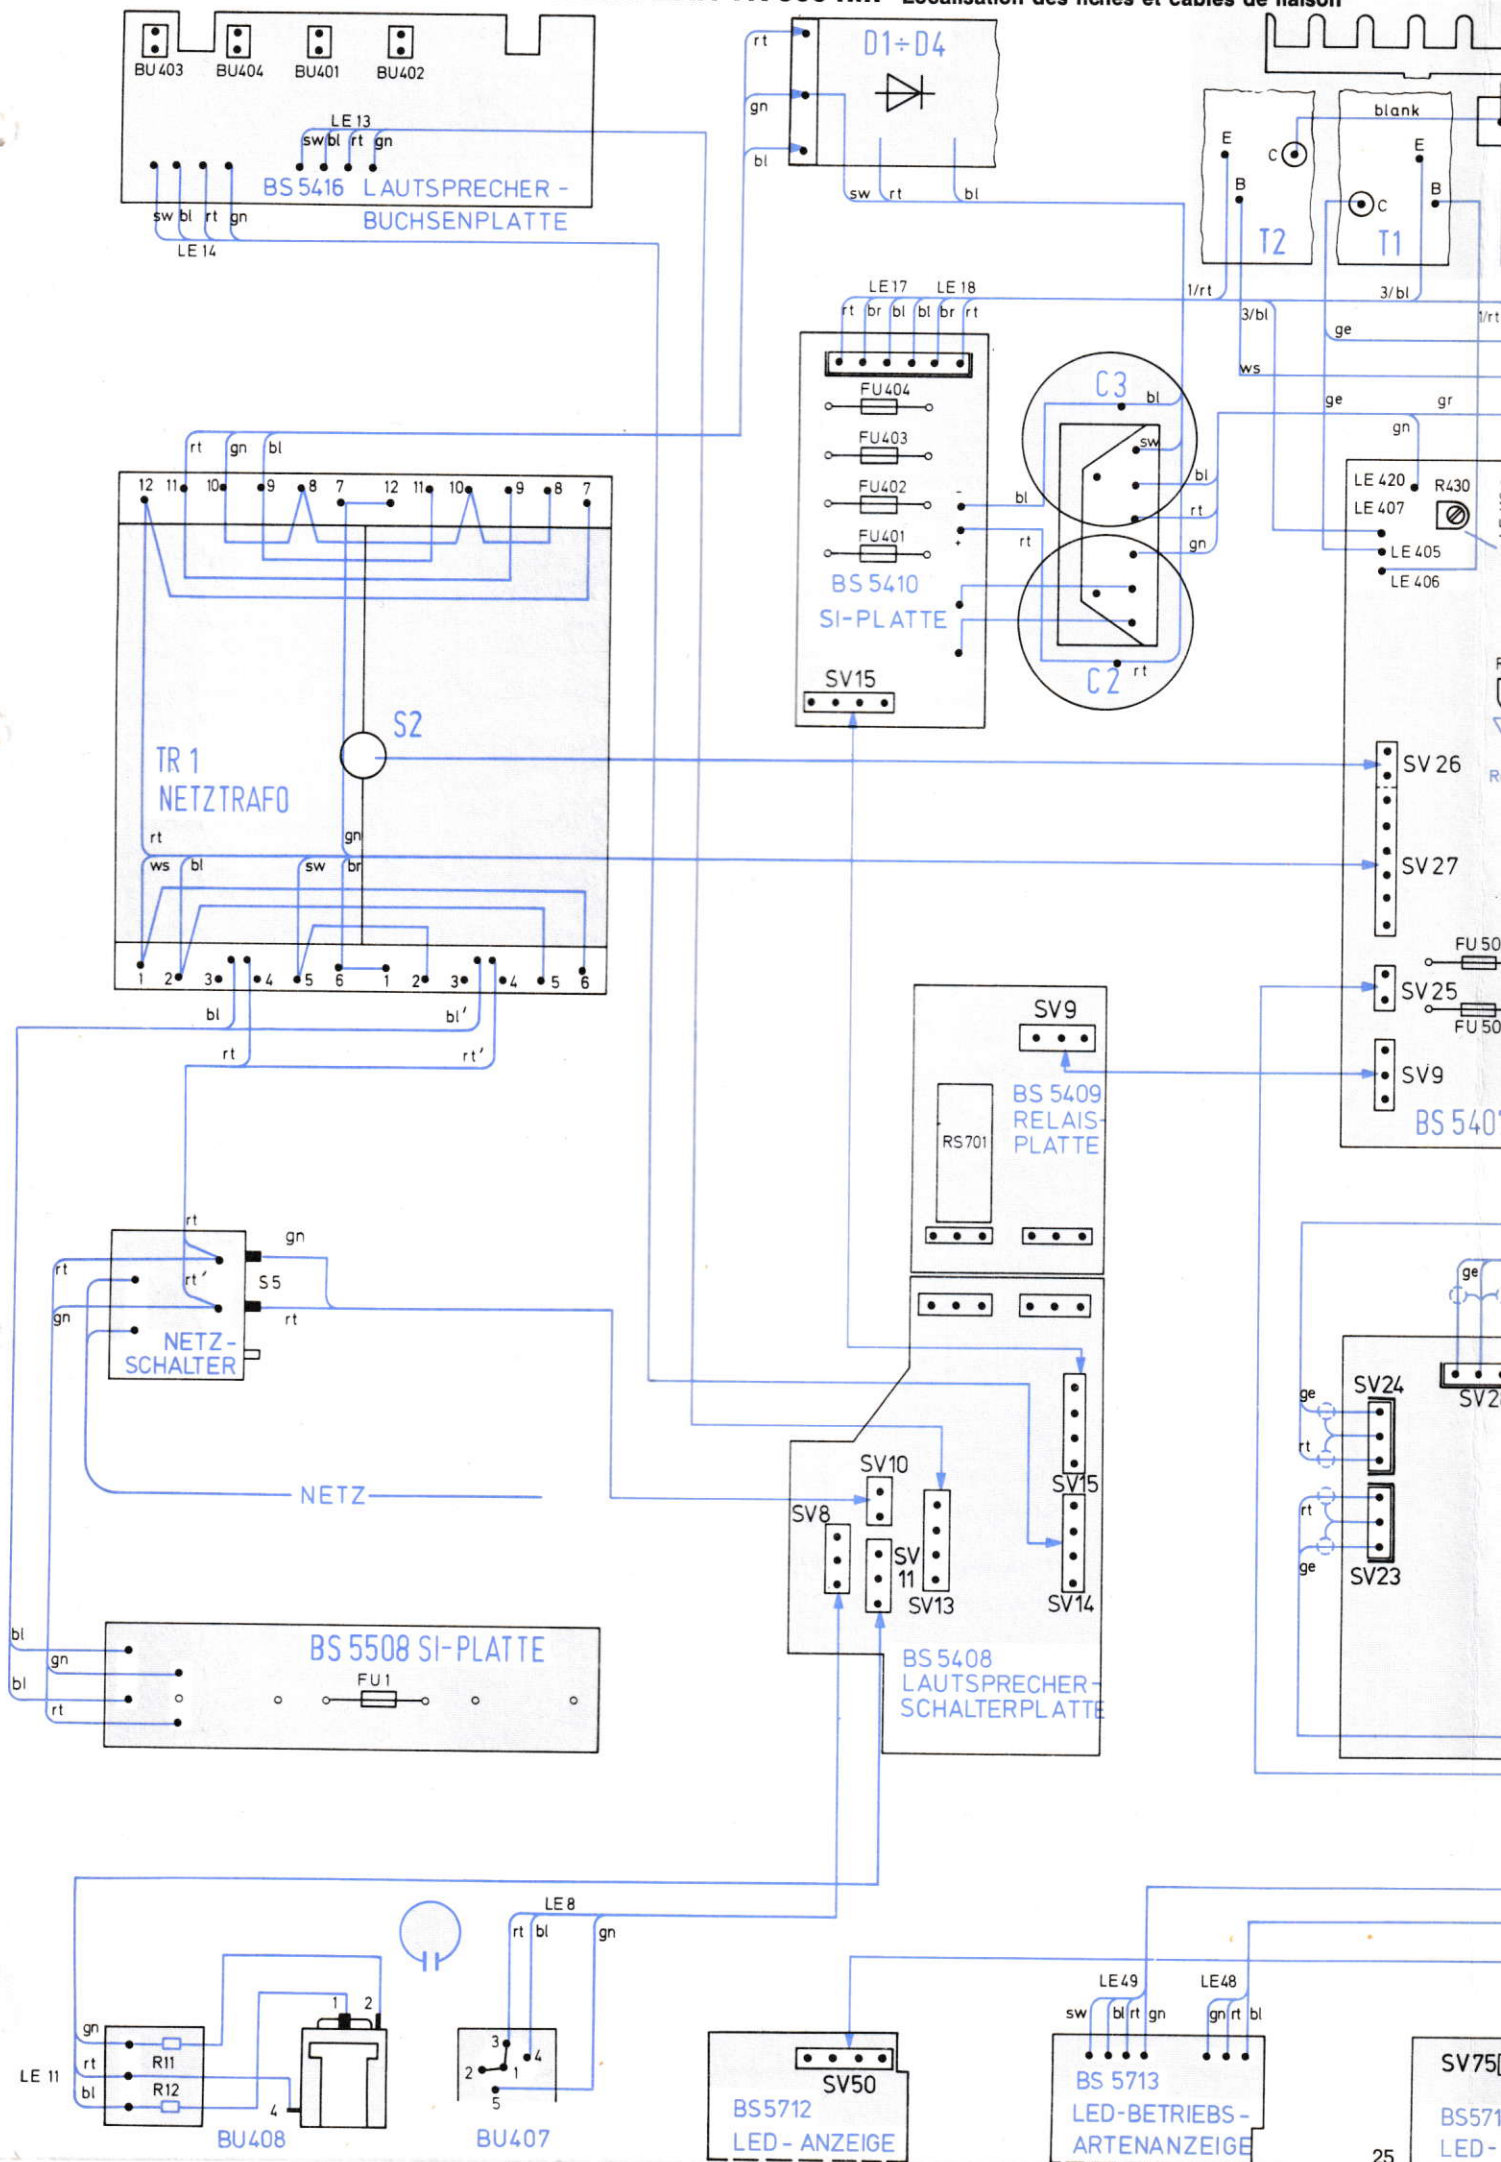 Localisation des fiches et câbles de liaison
BU403 BU404 BU401 BU402
LE 13
sw bl rt gn
BS 5416 LAUTSPRECHER-
BUCHSENPLATTE
sw bl rt gn
LE 14
rt
gn
bl
D1÷D4
sw rt bl
blank
E C B
T2
E C B
T1
1/rt
3/bl
3/bl
1/rt
ge
ws
ge gr
gn
LE 17 LE 18
rt br bl bl br rt
FU404
FU403
FU402
FU401
-
+
BS 5410
SI-PLATTE
SV15
bl
rt
C3
bl
sw
bl
rt
gn
C2 rt
LE 420 R430
LE 407
LE 405
LE 406
SV 26
SV 27
FU 50
SV 25
FU 50
SV9
BS 540
rt gn bl
12 11 10 9 8 7 12 11 10 9 8 7
S2
TR 1
NETZTRAFO
rt gn
ws bl sw br
1 2 3 4 5 6 1 2 3 4 5 6
bl bl'
rt rt'
SV9
BS 5409
RELAIS-
PLATTE
RS701
rt
gn
rt
rt'
S5
gn
rt
NETZ-
SCHALTER
NETZ
SV10
SV8
SV
11
SV13
SV15
SV14
BS 5408
LAUTSPRECHER-
SCHALTERPLATTE
ge
SV24
ge
rt
rt
ge
SV23
bl
gn
bl
rt
BS 5508 SI-PLATTE
FU1
LE 8
rt bl gn
LE 11
gn
rt
bl
R11
R12
1 2
4
BU408
3
4
2 1
5
BU407
SV50
BS5712
LED-ANZEIGE
LE49 LE48
sw bl rt gn gn rt bl
BS 5713
LED-BETRIEBS-
ARTENANZEIGE
SV75
BS571
LED-
25